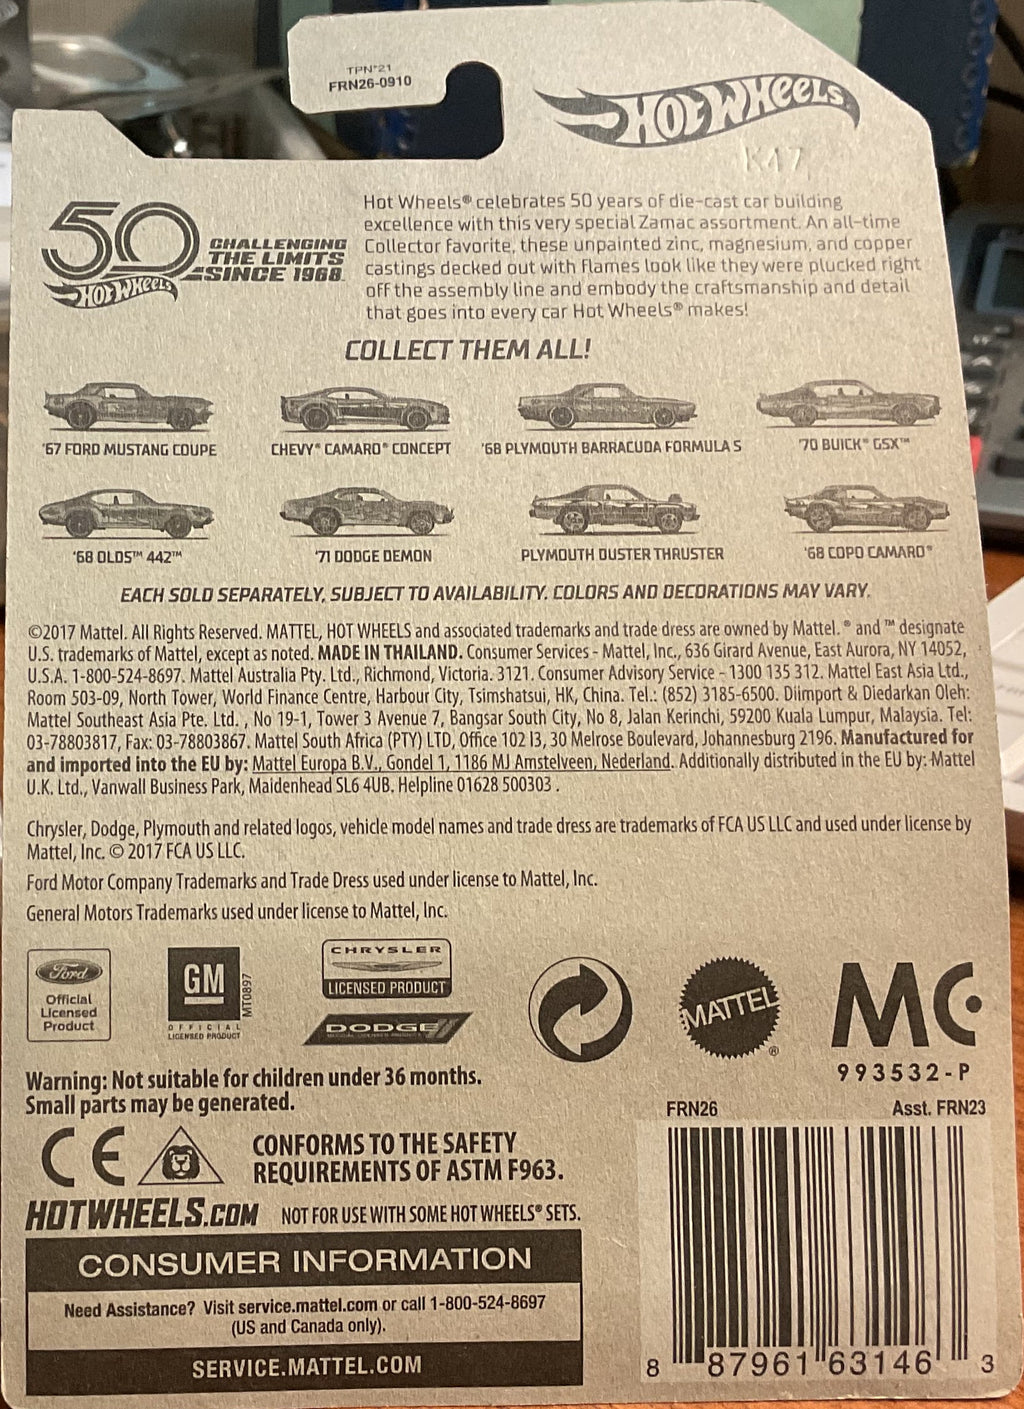 TPN*21
FRN26-0910
HOT WHEELS
K47
50
HOT WHEELS
CHALLENGING
THE LIMITS
SINCE 1968.
Hot Wheels® celebrates 50 years of die-cast car building
excellence with this very special Zamac assortment. An all-time
Collector favorite, these unpainted zinc, magnesium, and copper
castings decked out with flames look like they were plucked right
off the assembly line and embody the craftsmanship and detail
that goes into every car Hot Wheels® makes!
COLLECT THEM ALL!
'67 FORD MUSTANG COUPE
CHEVY® CAMARO® CONCEPT
'68 PLYMOUTH BARRACUDA FORMULA S
'70 BUICK® GSX™
'68 OLDS™ 442™
'71 DODGE DEMON
PLYMOUTH DUSTER THRUSTER
'68 COPO CAMARO®
EACH SOLD SEPARATELY, SUBJECT TO AVAILABILITY. COLORS AND DECORATIONS MAY VARY.
©2017 Mattel. All Rights Reserved. MATTEL, HOT WHEELS and associated trademarks and trade dress are owned by Mattel. ® and ™ designate
U.S. trademarks of Mattel, except as noted. MADE IN THAILAND. Consumer Services - Mattel, Inc., 636 Girard Avenue, East Aurora, NY 14052,
U.S.A. 1-800-524-8697. Mattel Australia Pty. Ltd., Richmond, Victoria. 3121. Consumer Advisory Service - 1300 135 312. Mattel East Asia Ltd.,
Room 503-09, North Tower, World Finance Centre, Harbour City, Tsimshatsui, HK, China. Tel.: (852) 3185-6500. Diimport & Diedarkan Oleh:
Mattel Southeast Asia Pte. Ltd. , No 19-1, Tower 3 Avenue 7, Bangsar South City, No 8, Jalan Kerinchi, 59200 Kuala Lumpur, Malaysia. Tel:
03-78803817, Fax: 03-78803867. Mattel South Africa (PTY) LTD, Office 102 I3, 30 Melrose Boulevard, Johannesburg 2196. Manufactured for
and imported into the EU by: Mattel Europa B.V., Gondel 1, 1186 MJ Amstelveen, Nederland. Additionally distributed in the EU by: Mattel
U.K. Ltd., Vanwall Business Park, Maidenhead SL6 4UB. Helpline 01628 500303 .
Chrysler, Dodge, Plymouth and related logos, vehicle model names and trade dress are trademarks of FCA US LLC and used under license by
Mattel, Inc. © 2017 FCA US LLC.
Ford Motor Company Trademarks and Trade Dress used under license to Mattel, Inc.
General Motors Trademarks used under license to Mattel, Inc.
Ford
Official
Licensed
Product
GM
MT0897
OFFICIAL
LICENSED PRODUCT
CHRYSLER
LICENSED PRODUCT
DODGE
MATTEL®
MC
993532-P
Warning: Not suitable for children under 36 months.
Small parts may be generated.
CE
CONFORMS TO THE SAFETY
REQUIREMENTS OF ASTM F963.
HOTWHEELS.COM
NOT FOR USE WITH SOME HOT WHEELS® SETS.
CONSUMER INFORMATION
Need Assistance? Visit service.mattel.com or call 1-800-524-8697
(US and Canada only).
SERVICE.MATTEL.COM
FRN26
Asst. FRN23
8 87961 63146 3